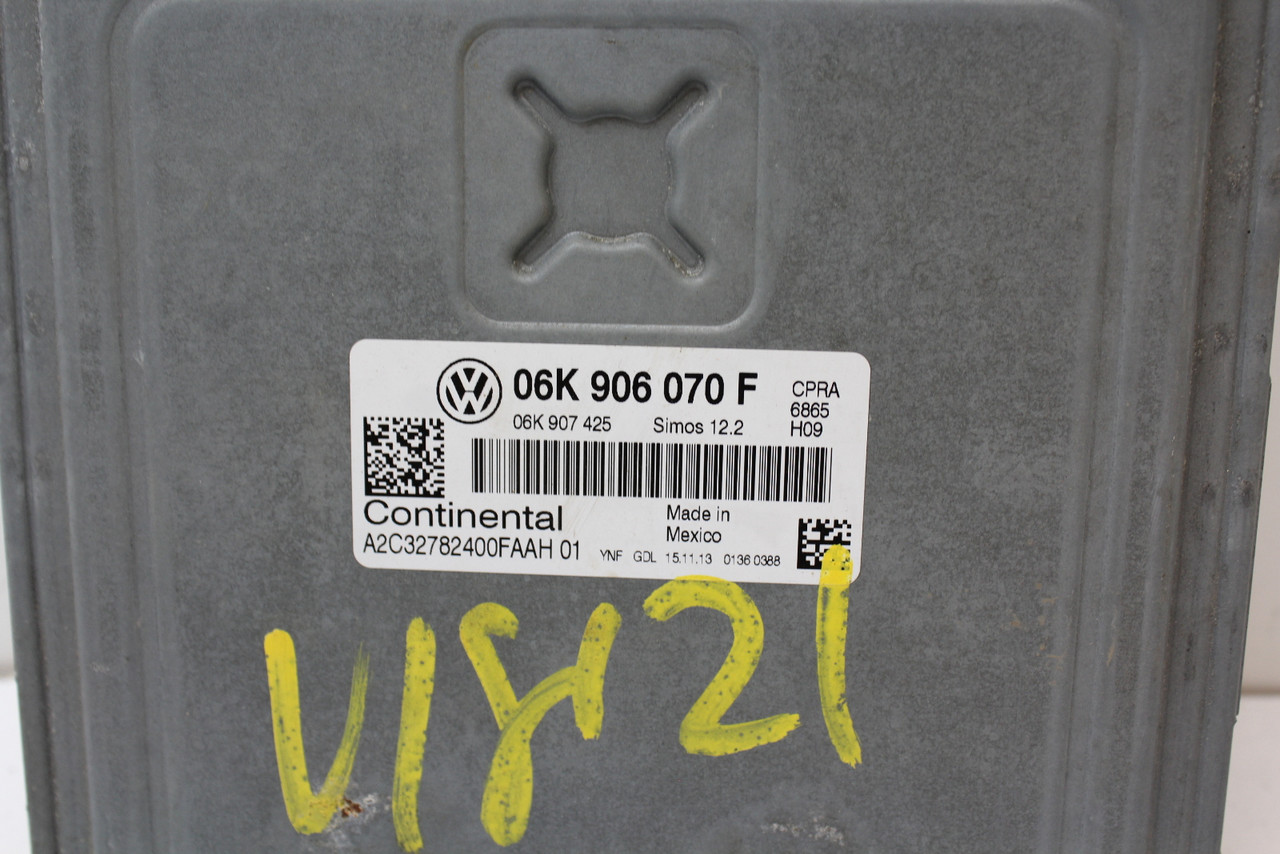 06K 906 070 F
CPRA
6865
H09
06K 907 425 Simos 12.2
Continental
Made in
Mexico
A2C32782400FAAH 01
YNF GDL 15.11.13 0136 0388